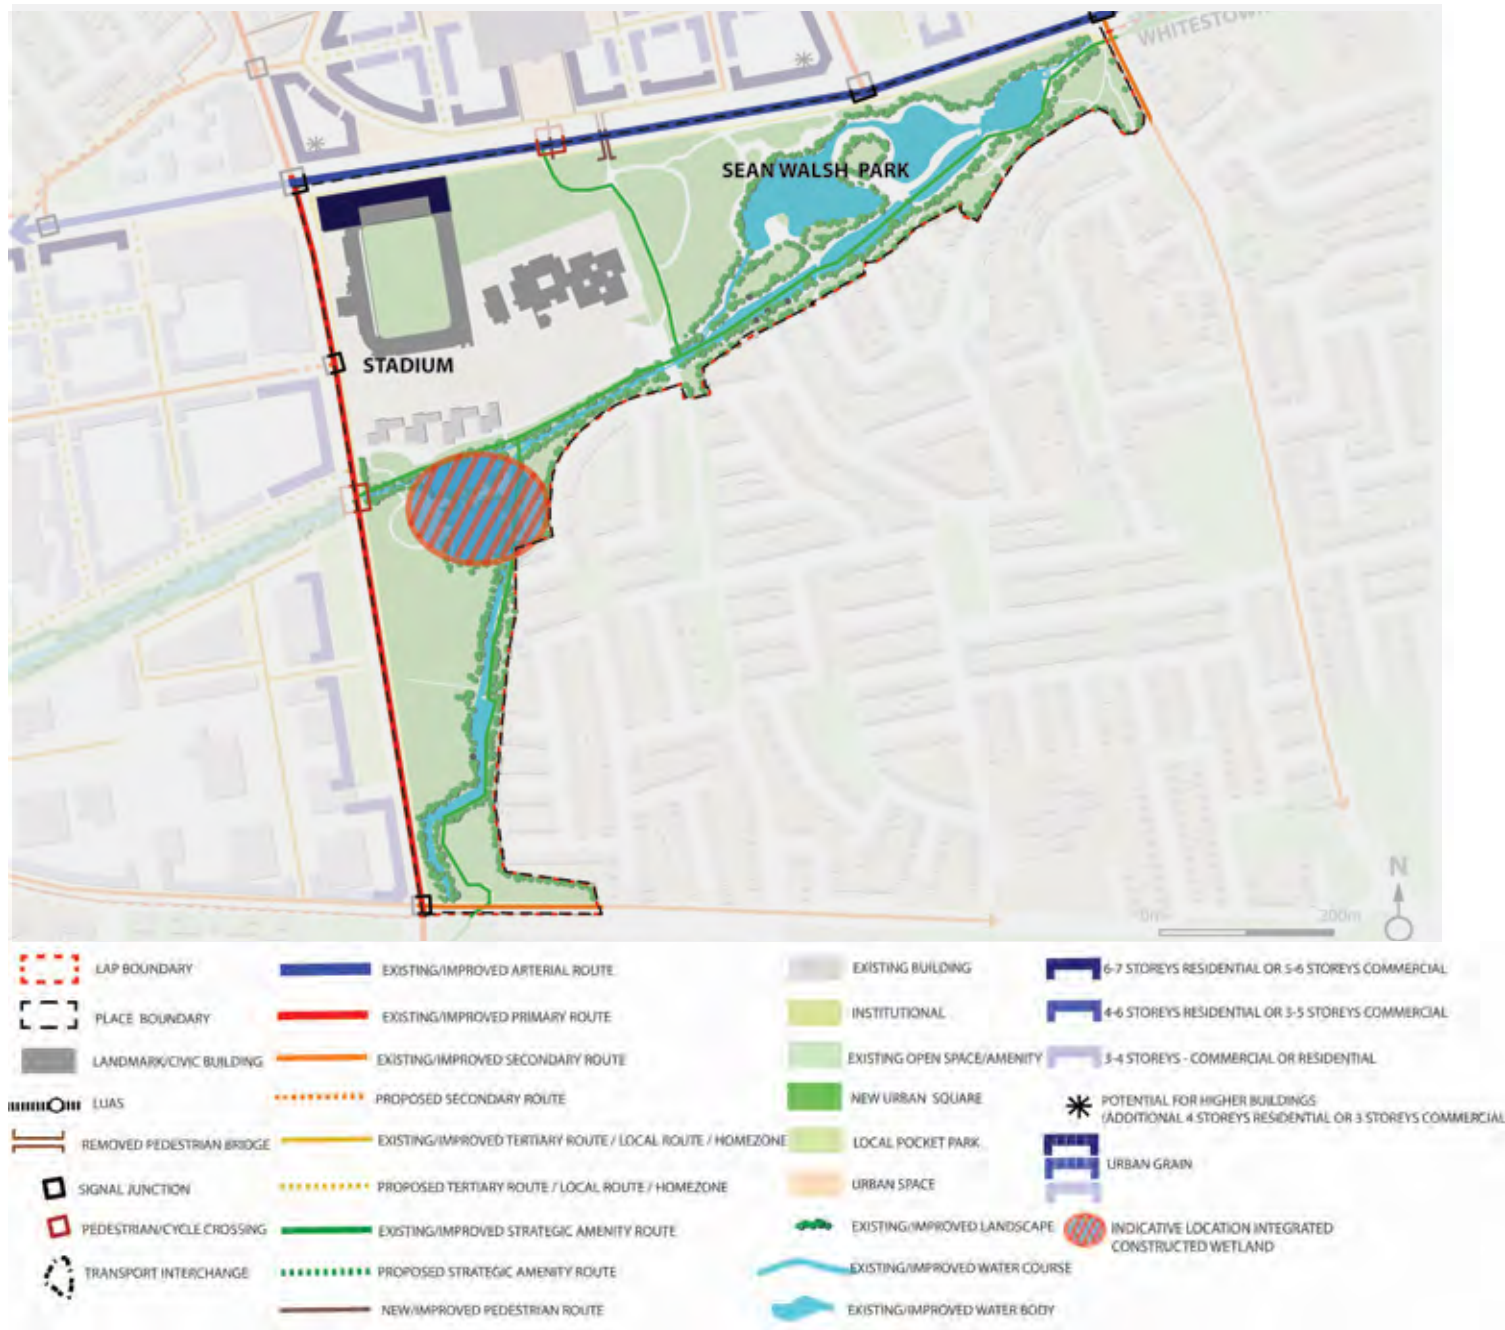 WHITESTOWN
SEAN WALSH PARK
STADIUM
N
0m 200m
LAP BOUNDARY
PLACE BOUNDARY
LANDMARK/CIVIC BUILDING
LUAS
REMOVED PEDESTRIAN BRIDGE
SIGNAL JUNCTION
PEDESTRIAN/CYCLE CROSSING
TRANSPORT INTERCHANGE
EXISTING/IMPROVED ARTERIAL ROUTE
EXISTING/IMPROVED PRIMARY ROUTE
EXISTING/IMPROVED SECONDARY ROUTE
PROPOSED SECONDARY ROUTE
EXISTING/IMPROVED TERTIARY ROUTE / LOCAL ROUTE / HOMEZONE
PROPOSED TERTIARY ROUTE / LOCAL ROUTE / HOMEZONE
EXISTING/IMPROVED STRATEGIC AMENITY ROUTE
PROPOSED STRATEGIC AMENITY ROUTE
NEW/IMPROVED PEDESTRIAN ROUTE
EXISTING BUILDING
INSTITUTIONAL
EXISTING OPEN SPACE/AMENITY
NEW URBAN SQUARE
LOCAL POCKET PARK
URBAN SPACE
EXISTING/IMPROVED LANDSCAPE
EXISTING/IMPROVED WATER COURSE
EXISTING/IMPROVED WATER BODY
6-7 STOREYS RESIDENTIAL OR 5-6 STOREYS COMMERCIAL
4-6 STOREYS RESIDENTIAL OR 3-5 STOREYS COMMERCIAL
3-4 STOREYS - COMMERCIAL OR RESIDENTIAL
POTENTIAL FOR HIGHER BUILDINGS
(ADDITIONAL 4 STOREYS RESIDENTIAL OR 3 STOREYS COMMERCIAL
URBAN GRAIN
INDICATIVE LOCATION INTEGRATED
CONSTRUCTED WETLAND